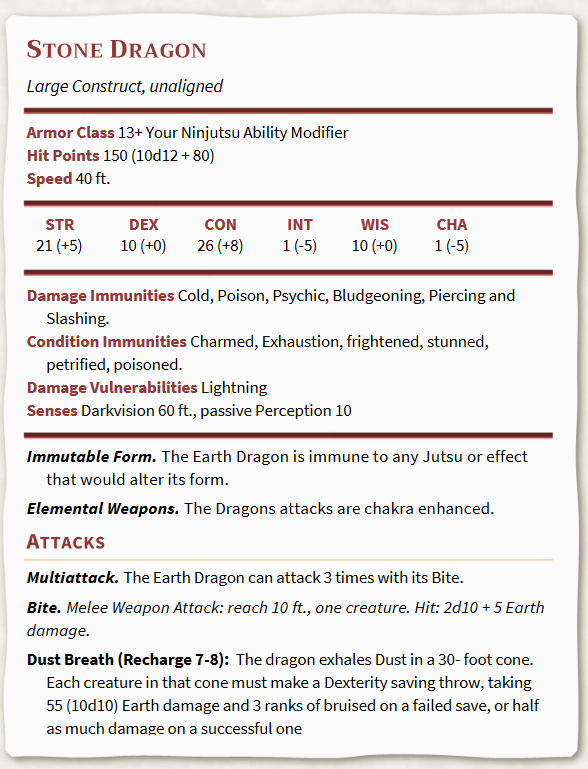 Stone Dragon
Large Construct, unaligned
Armor Class 13+ Your Ninjutsu Ability Modifier
Hit Points 150 (10d12 + 80)
Speed 40 ft.
STR DEX CON INT WIS CHA
21 (+5) 10 (+0) 26 (+8) 1 (-5) 10 (+0) 1 (-5)
Damage Immunities Cold, Poison, Psychic, Bludgeoning, Piercing and
Slashing.
Condition Immunities Charmed, Exhaustion, frightened, stunned,
petrified, poisoned.
Damage Vulnerabilities Lightning
Senses Darkvision 60 ft., passive Perception 10
Immutable Form. The Earth Dragon is immune to any Jutsu or effect
that would alter its form.
Elemental Weapons. The Dragons attacks are chakra enhanced.
Attacks
Multiattack. The Earth Dragon can attack 3 times with its Bite.
Bite. Melee Weapon Attack: reach 10 ft., one creature. Hit: 2d10 + 5 Earth
damage.
Dust Breath (Recharge 7-8): The dragon exhales Dust in a 30- foot cone.
Each creature in that cone must make a Dexterity saving throw, taking
55 (10d10) Earth damage and 3 ranks of bruised on a failed save, or half
as much damage on a successful one